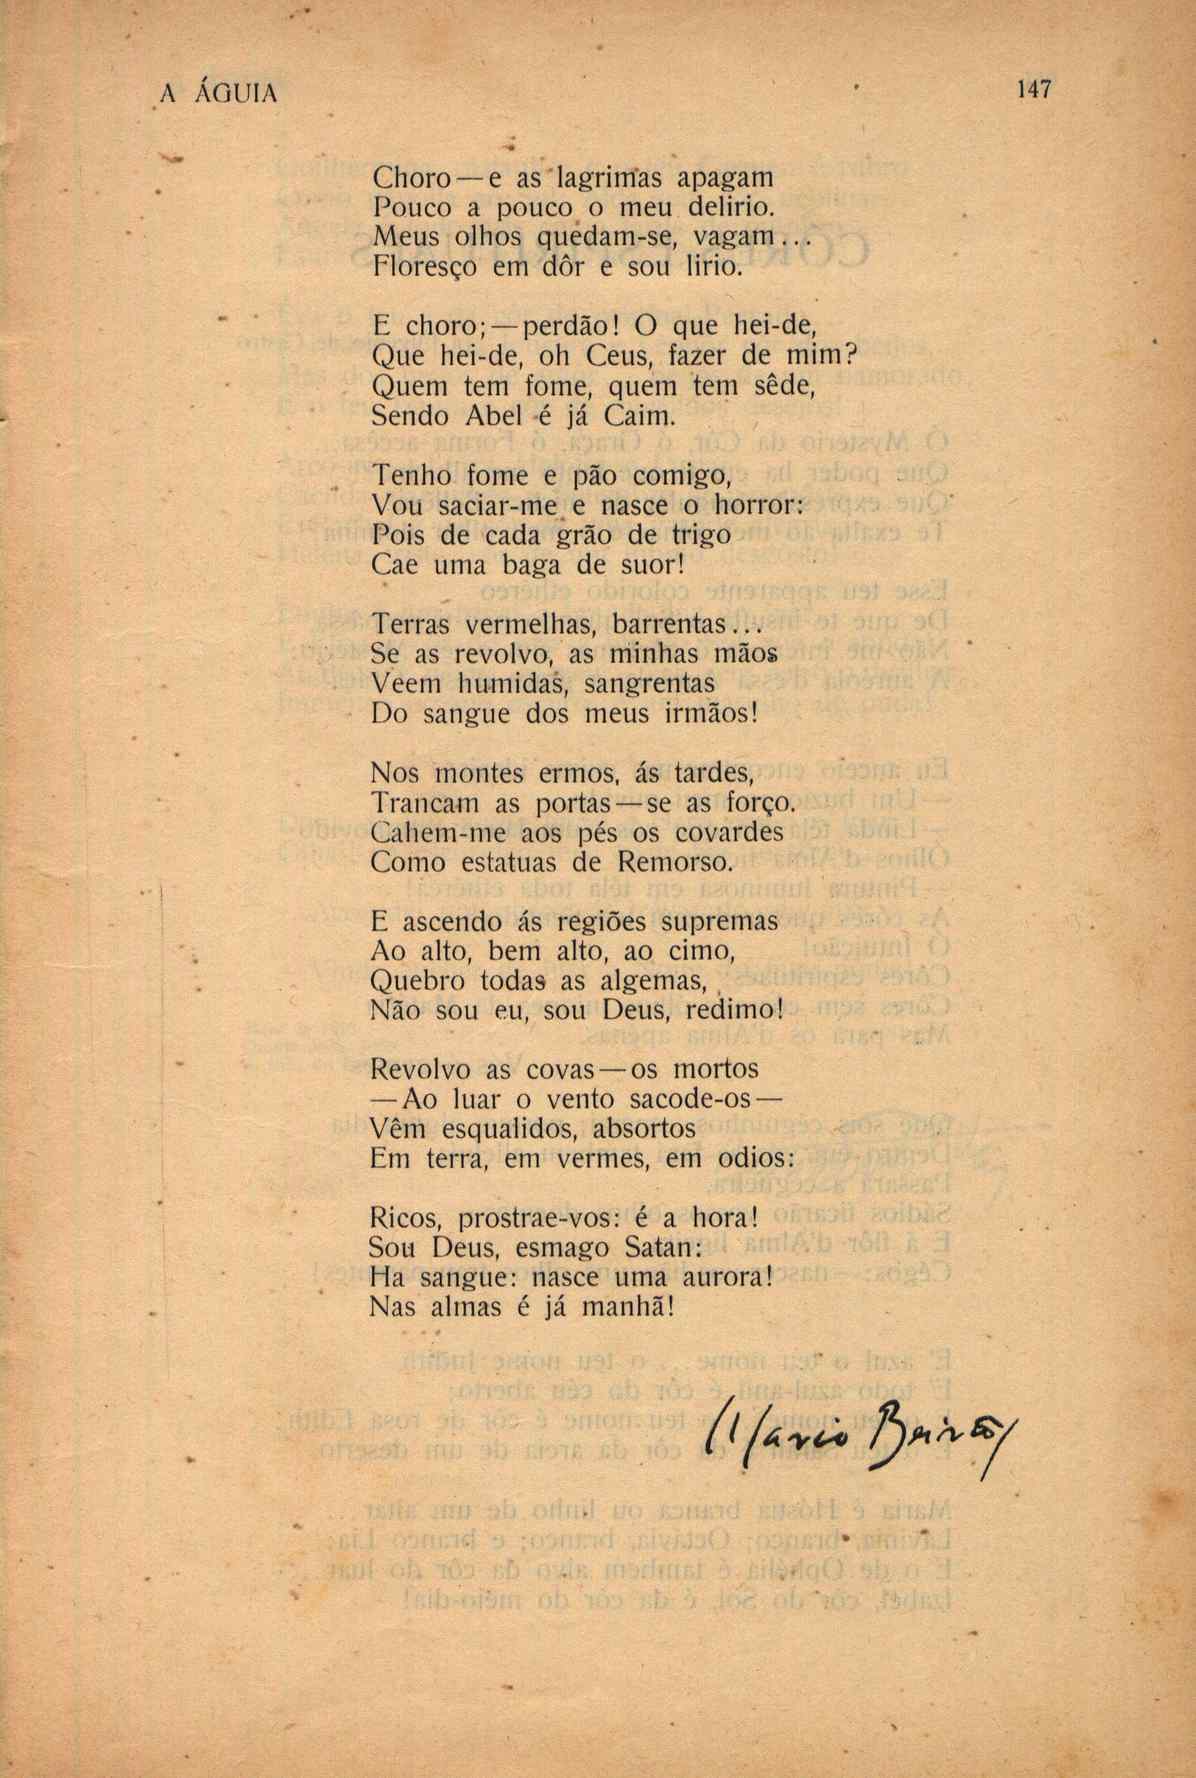 A ÁGUIA
147
Choro—e as lagrimas apagam
Pouco a pouco o meu delirio.
Meus olhos quedam-se, vagam...
Floresço em dôr e sou lirio.
E choro;—perdão! O que hei-de,
Que hei-de, oh Ceus, fazer de mim?
Quem tem fome, quem tem sêde,
Sendo Abel é já Caim.
Tenho fome e pão comigo,
Vou saciar-me e nasce o horror:
Pois de cada grão de trigo
Cae uma baga de suor!
Terras vermelhas, barrentas...
Se as revolvo, as minhas mãos
Veem humidas, sangrentas
Do sangue dos meus irmãos!
Nos montes ermos, ás tardes,
Trancam as portas—se as forço.
Cahem-me aos pés os covardes
Como estatuas de Remorso.
E ascendo ás regiões supremas
Ao alto, bem alto, ao cimo,
Quebro todas as algemas,
Não sou eu, sou Deus, redimo!
Revolvo as covas—os mortos
—Ao luar o vento sacode-os—
Vêm esqualidos, absortos
Em terra, em vermes, em odios:
Ricos, prostrae-vos: é a hora!
Sou Deus, esmago Satan:
Ha sangue: nasce uma aurora!
Nas almas é já manhã!
Mario Beirão